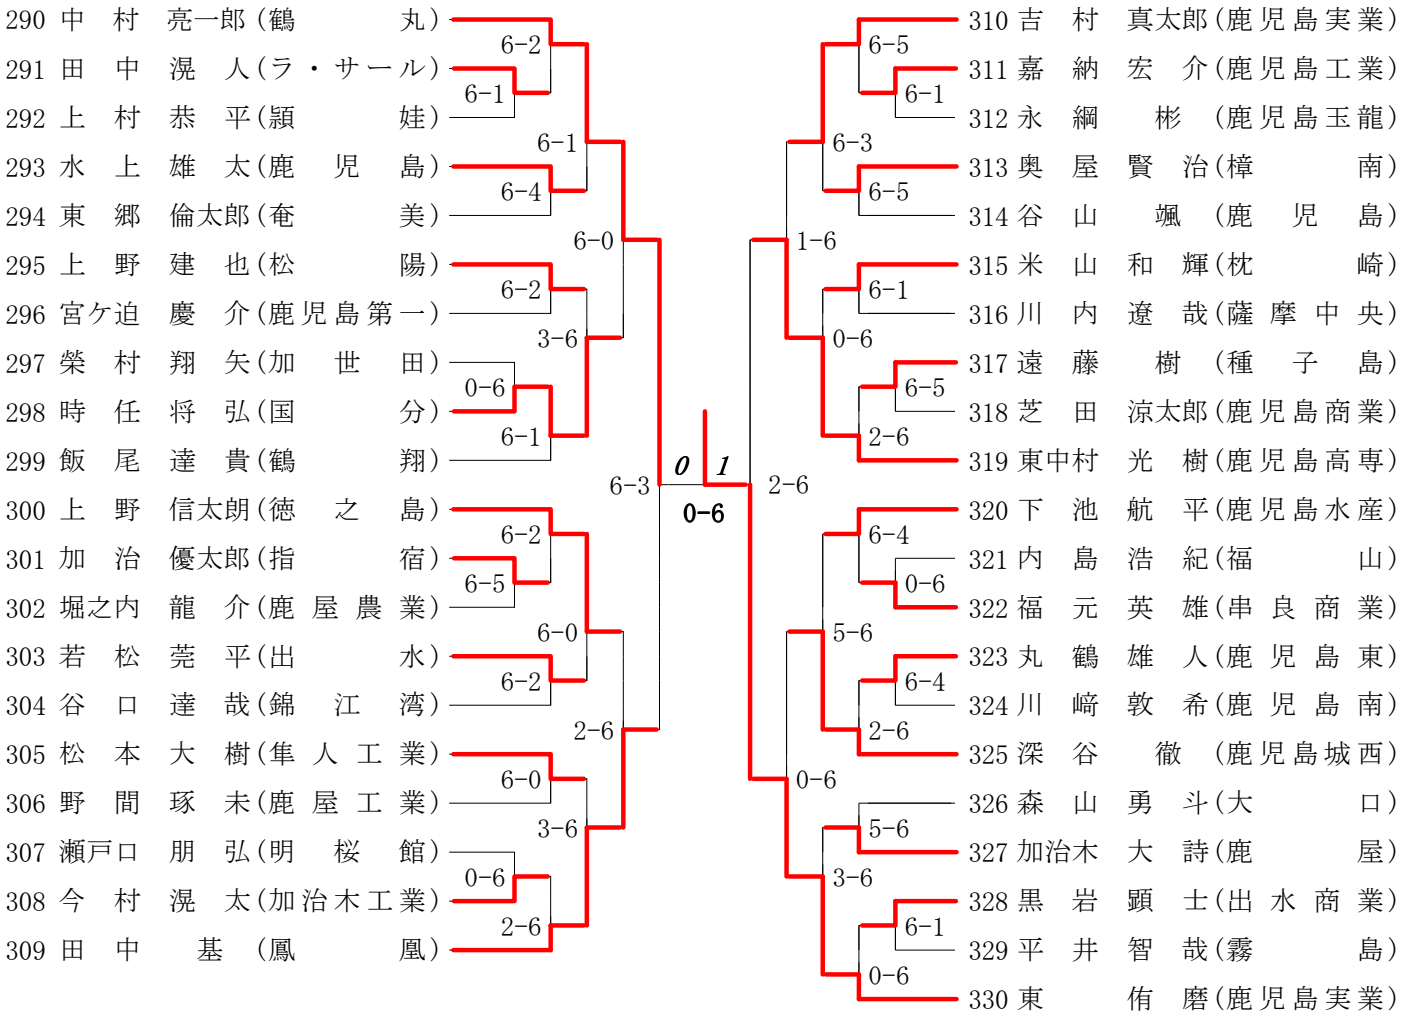 290 中 村 亮一郎(鶴 丸)
291 田 中 滉 人(ラ・サール)
292 上 村 恭 平(頴 娃)
293 水 上 雄 太(鹿 児 島)
294 東 郷 倫太郎(奄 美)
295 上 野 建 也(松 陽)
296 宮ケ迫 慶 介(鹿児島第一)
297 榮 村 翔 矢(加 世 田)
298 時 任 将 弘(国 分)
299 飯 尾 達 貴(鶴 翔)
300 上 野 信太朗(徳 之 島)
301 加 治 優太郎(指 宿)
302 堀之内 龍 介(鹿 屋 農 業)
303 若 松 莞 平(出 水)
304 谷 口 達 哉(錦 江 湾)
305 松 本 大 樹(隼 人 工 業)
306 野 間 琢 未(鹿 屋 工 業)
307 瀬戸口 朋 弘(明 桜 館)
308 今 村 滉 太(加治木工業)
309 田 中 基 (鳳 凰)
6-2
6-1
6-1
6-4
6-0
6-2
3-6
0-6
6-1
6-3
6-2
6-5
6-0
6-2
2-6
6-0
3-6
0-6
2-6
0 1
0-6
6-5
6-1
6-3
6-5
1-6
6-1
0-6
6-5
2-6
2-6
6-4
0-6
5-6
6-4
2-6
0-6
5-6
3-6
6-1
0-6
310 吉 村 真太郎(鹿児島実業)
311 嘉 納 宏 介(鹿児島工業)
312 永 綱 彬 (鹿児島玉龍)
313 奥 屋 賢 治(樟 南)
314 谷 山 颯 (鹿 児 島)
315 米 山 和 輝(枕 崎)
316 川 内 遼 哉(薩 摩 中 央)
317 遠 藤 樹 (種 子 島)
318 芝 田 涼太郎(鹿児島商業)
319 東中村 光 樹(鹿児島高専)
320 下 池 航 平(鹿児島水産)
321 内 島 浩 紀(福 山)
322 福 元 英 雄(串 良 商 業)
323 丸 鶴 雄 人(鹿 児 島 東)
324 川 﨑 敦 希(鹿 児 島 南)
325 深 谷 徹 (鹿児島城西)
326 森 山 勇 斗(大 口)
327 加治木 大 詩(鹿 屋)
328 黒 岩 顕 士(出 水 商 業)
329 平 井 智 哉(霧 島)
330 東 侑 磨(鹿児島実業)